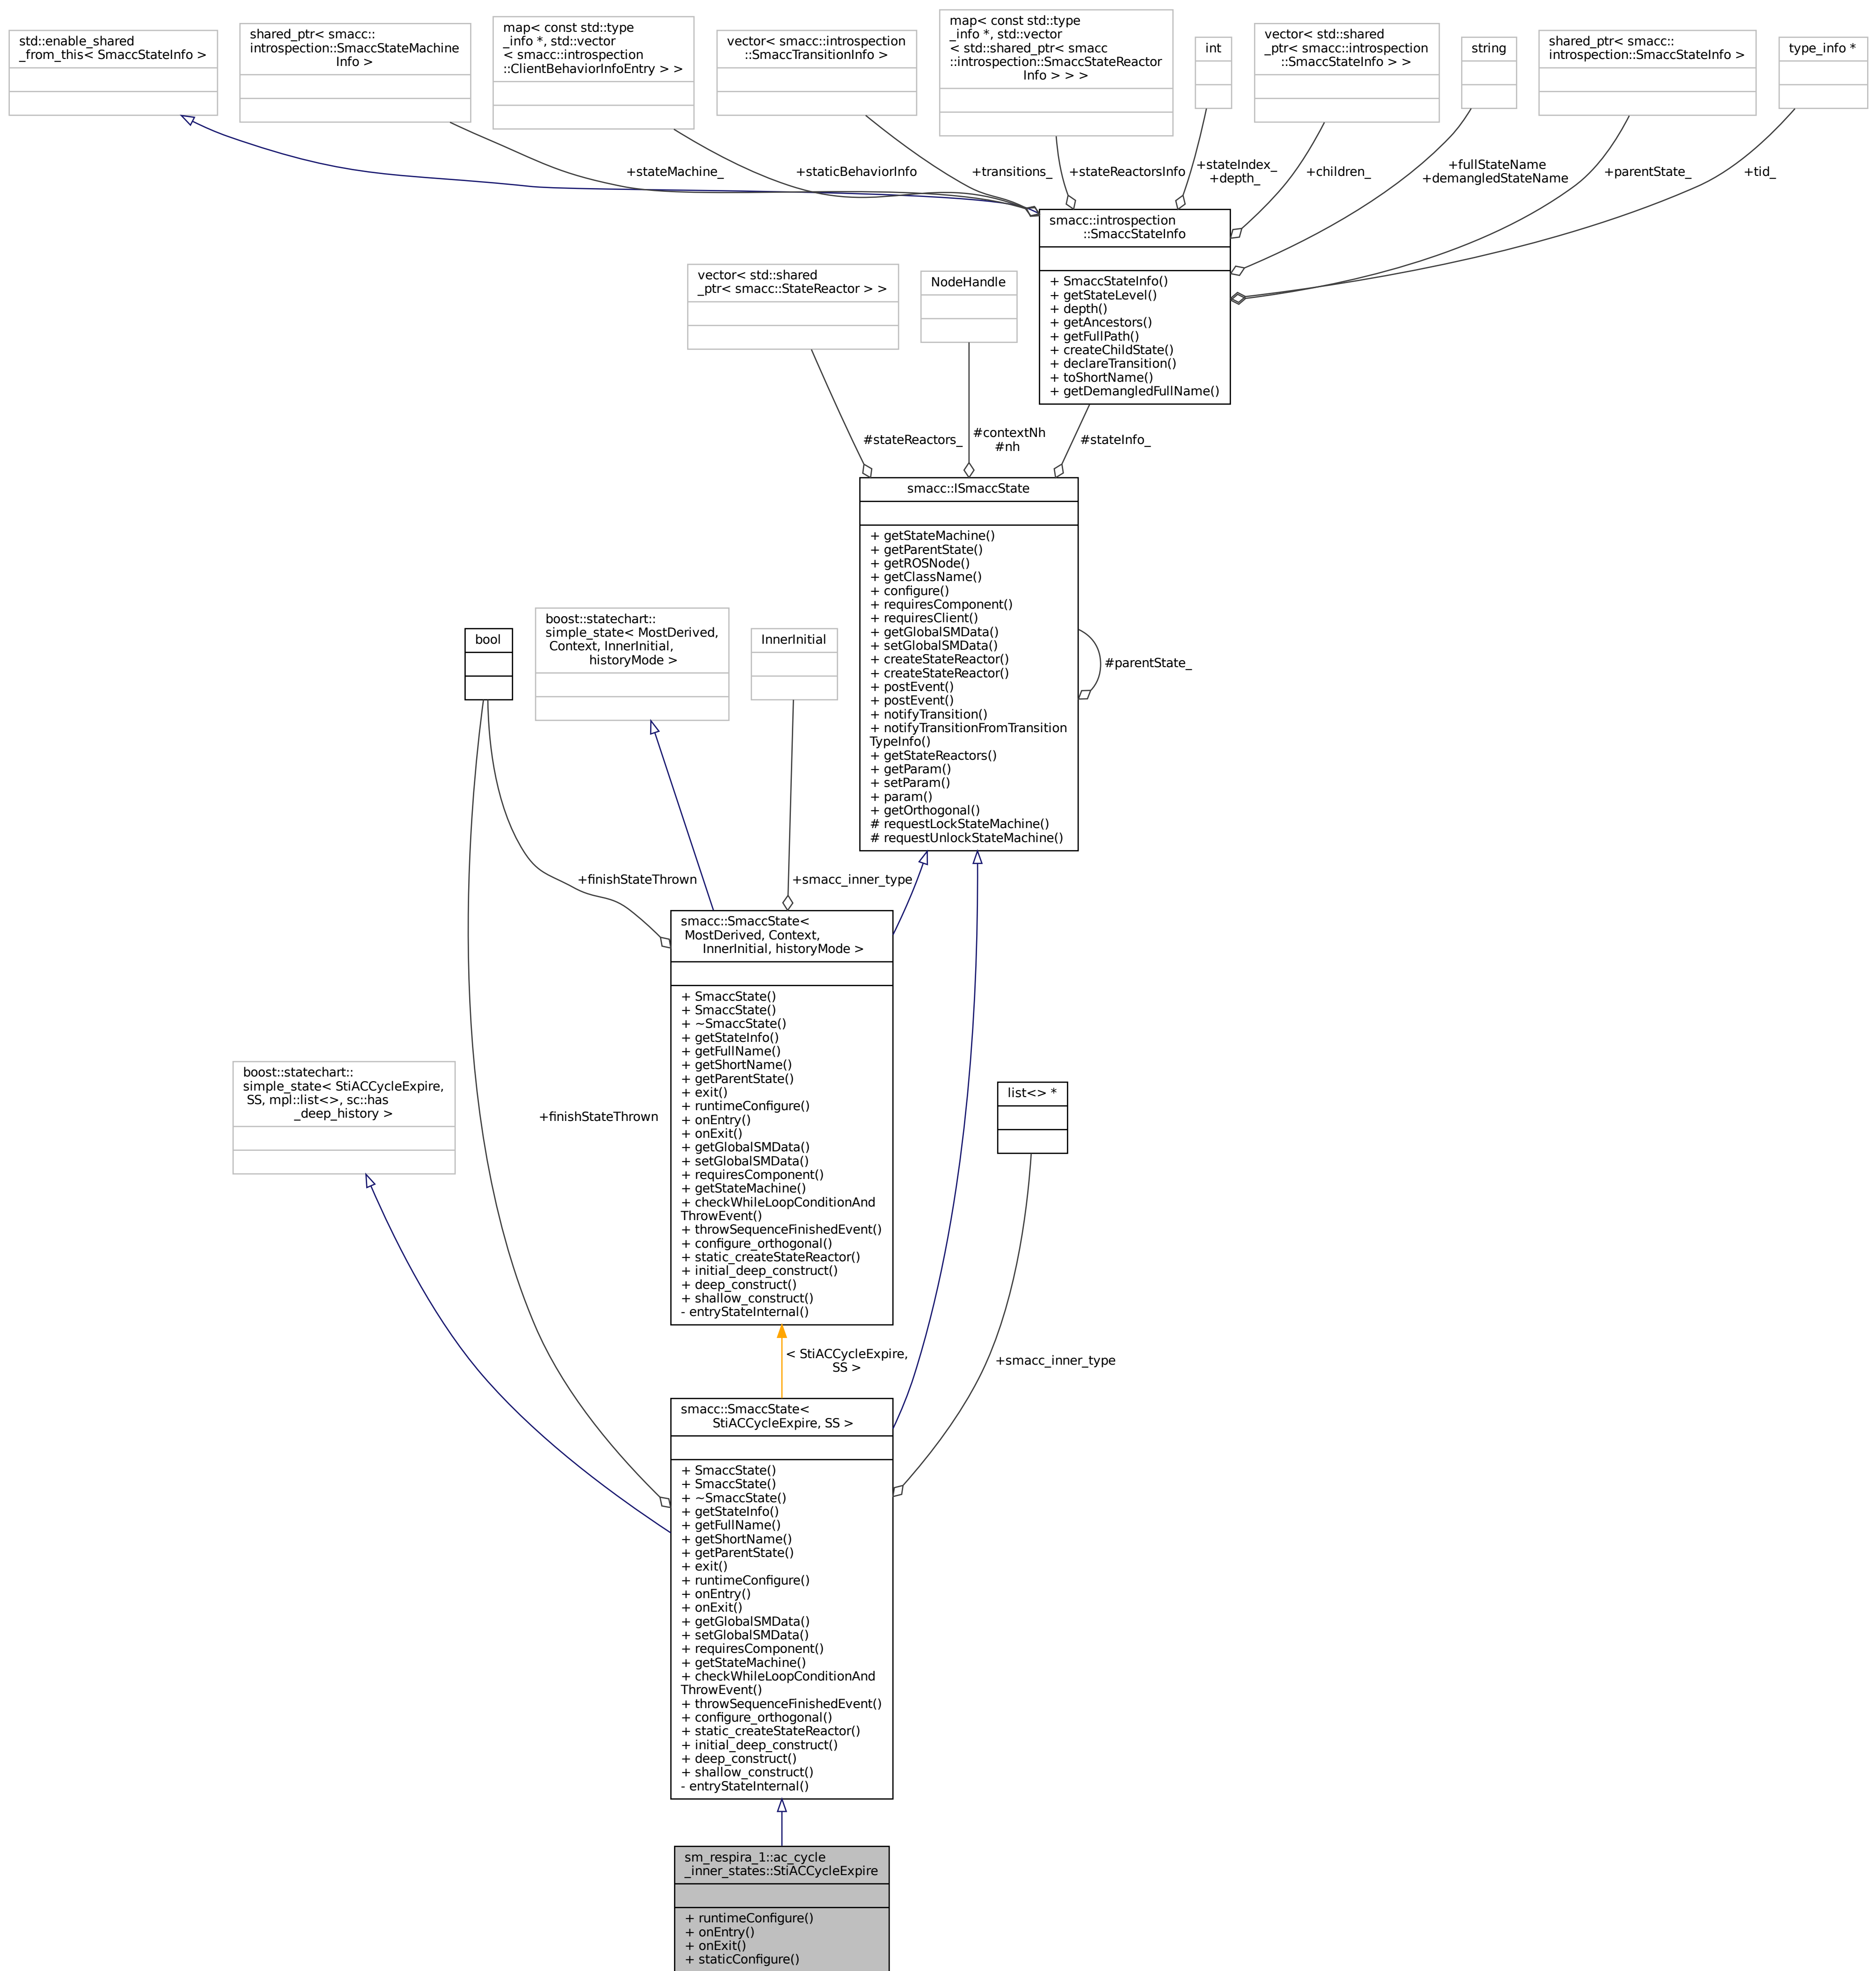 std::enable_shared
_from_this< SmaccStateInfo >
shared_ptr< smacc::
introspection::SmaccStateMachine
Info >
map< const std::type
_info *, std::vector
< smacc::introspection
::ClientBehaviorInfoEntry > >
vector< smacc::introspection
::SmaccTransitionInfo >
map< const std::type
_info *, std::vector
< std::shared_ptr< smacc
::introspection::SmaccStateReactor
Info > > >
int
vector< std::shared
_ptr< smacc::introspection
::SmaccStateInfo > >
string
shared_ptr< smacc::
introspection::SmaccStateInfo >
type_info *
+stateMachine_
+staticBehaviorInfo
+transitions_
+stateReactorsInfo
+stateIndex_
+depth_
+children_
+fullStateName
+demangledStateName
+parentState_
+tid_
smacc::introspection
::SmaccStateInfo
+ SmaccStateInfo()
+ getStateLevel()
+ depth()
+ getAncestors()
+ getFullPath()
+ createChildState()
+ declareTransition()
+ toShortName()
+ getDemangledFullName()
vector< std::shared
_ptr< smacc::StateReactor > >
NodeHandle
#stateReactors_
#contextNh
#nh
#stateInfo_
smacc::ISmaccState
+ getStateMachine()
+ getParentState()
+ getROSNode()
+ getClassName()
+ configure()
+ requiresComponent()
+ requiresClient()
+ getGlobalSMData()
+ setGlobalSMData()
+ createStateReactor()
+ createStateReactor()
+ postEvent()
+ postEvent()
+ notifyTransition()
+ notifyTransitionFromTransition
TypeInfo()
+ getStateReactors()
+ getParam()
+ setParam()
+ param()
+ getOrthogonal()
# requestLockStateMachine()
# requestUnlockStateMachine()
#parentState_
bool
boost::statechart::
simple_state< MostDerived,
Context, InnerInitial,
historyMode >
InnerInitial
+finishStateThrown
+smacc_inner_type
smacc::SmaccState<
MostDerived, Context,
InnerInitial, historyMode >
+ SmaccState()
+ SmaccState()
+ ~SmaccState()
+ getStateInfo()
+ getFullName()
+ getShortName()
+ getParentState()
+ exit()
+ runtimeConfigure()
+ onEntry()
+ onExit()
+ getGlobalSMData()
+ setGlobalSMData()
+ requiresComponent()
+ getStateMachine()
+ checkWhileLoopConditionAnd
ThrowEvent()
+ throwSequenceFinishedEvent()
+ configure_orthogonal()
+ static_createStateReactor()
+ initial_deep_construct()
+ deep_construct()
+ shallow_construct()
- entryStateInternal()
boost::statechart::
simple_state< StiACCycleExpire,
SS, mpl::list<>, sc::has
_deep_history >
+finishStateThrown
list<> *
< StiACCycleExpire,
SS >
+smacc_inner_type
smacc::SmaccState<
StiACCycleExpire, SS >
+ SmaccState()
+ SmaccState()
+ ~SmaccState()
+ getStateInfo()
+ getFullName()
+ getShortName()
+ getParentState()
+ exit()
+ runtimeConfigure()
+ onEntry()
+ onExit()
+ getGlobalSMData()
+ setGlobalSMData()
+ requiresComponent()
+ getStateMachine()
+ checkWhileLoopConditionAnd
ThrowEvent()
+ throwSequenceFinishedEvent()
+ configure_orthogonal()
+ static_createStateReactor()
+ initial_deep_construct()
+ deep_construct()
+ shallow_construct()
- entryStateInternal()
sm_respira_1::ac_cycle
_inner_states::StiACCycleExpire
+ runtimeConfigure()
+ onEntry()
+ onExit()
+ staticConfigure()